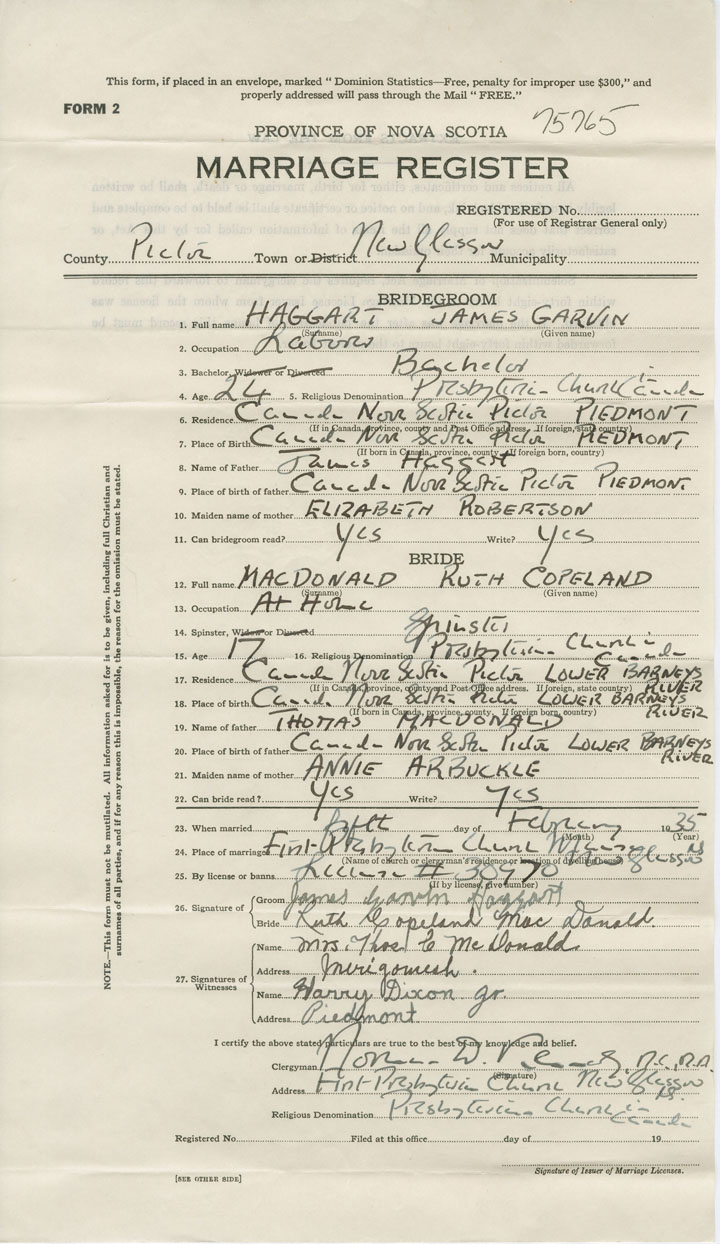 This form, if placed in an envelope, marked " Dominion Statistics—Free, penalty for improper use $300," and
properly addressed will pass through the Mail " FREE."
FORM 2
PROVINCE OF NOVA SCOTIA 75765
MARRIAGE REGISTER
REGISTERED No.
(For use of Registrar General only)
County Pictou Town or District New Glasgow Municipality
BRIDEGROOM
1. Full name HAGGART JAMES GARVIN
(Surname) (Given name)
2. Occupation Laborer
3. Bachelor, Widower or Divorced Bachelor
4. Age 24 5. Religious Denomination Presbyterian Church in Canada
6. Residence Canada Nova Scotia Pictou PIEDMONT
(If in Canada, province, county and Post Office address. If foreign, state country)
7. Place of Birth Canada Nova Scotia Pictou PIEDMONT
(If born in Canada, province, county. If foreign born, country)
8. Name of Father James Haggart
9. Place of birth of father Canada Nova Scotia Pictou PIEDMONT
10. Maiden name of mother ELIZABETH ROBERTSON
11. Can bridegroom read? Yes Write? Yes
BRIDE
12. Full name MACDONALD RUTH COPELAND
(Surname) (Given name)
13. Occupation At Home
14. Spinster, Widow or Divorced Spinster
15. Age 17 16. Religious Denomination Presbyterian Church in Canada
17. Residence Canada Nova Scotia Pictou LOWER BARNEYS RIVER
(If in Canada, province, county and Post Office address. If foreign, state country)
18. Place of birth Canada Nova Scotia Pictou LOWER BARNEYS RIVER
(If born in Canada, province, county. If foreign born, country)
19. Name of father THOMAS MACDONALD
20. Place of birth of father Canada Nova Scotia Pictou LOWER BARNEYS RIVER
21. Maiden name of mother ANNIE ARBUCKLE
22. Can bride read? Yes Write? Yes
23. When married fifth day of February 1935
(Month) (Year)
24. Place of marriage First Presbyterian Church New Glasgow NS
(Name of church or clergyman's residence or location of dwelling house)
25. By license or banns License # 30970
(If by license, give number)
26. Signature of
Groom James Garvin Haggart
Bride Ruth Copeland Mac Donald.
27. Signatures of Witnesses
Name Mrs. Thos. C McDonald
Address Merigomish.
Name Harry Dixon jr.
Address Piedmont
I certify the above stated particulars are true to the best of my knowledge and belief.
Clergyman Norman D. Kennedy, M.C., M.A.
(Signature)
Address First Presbyterian Church New Glasgow NS.
Religious Denomination Presbyterian Church in Canada
Registered No. Filed at this office day of 19
Signature of Issuer of Marriage Licenses.
[SEE OTHER SIDE]
NOTE.—This form must not be mutilated. All information asked for is to be given, including full Christian and
surnames of all parties, and if for any reason this is impossible, the reason for the omission must be stated.